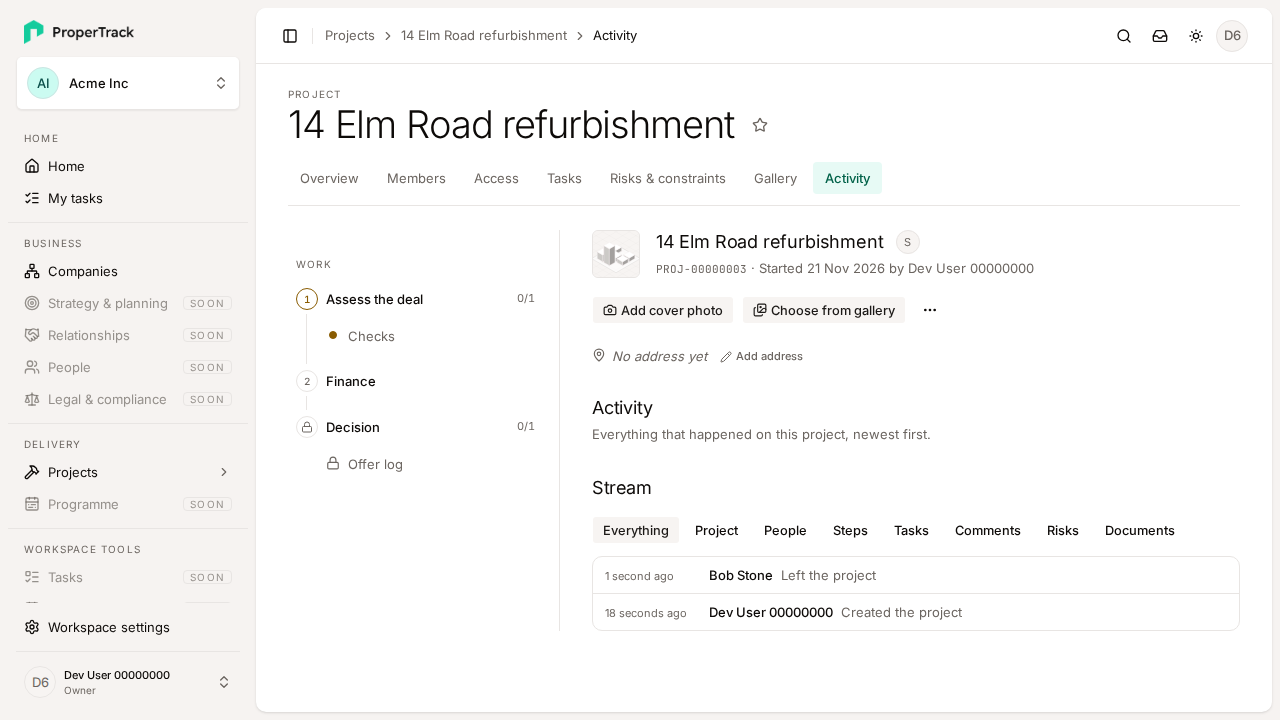 ProperTrack
AI Acme Inc
HOME
Home
My tasks
BUSINESS
Companies
Strategy & planning SOON
Relationships SOON
People SOON
Legal & compliance SOON
DELIVERY
Projects
Programme SOON
WORKSPACE TOOLS
Tasks SOON
Workspace settings
D6 Dev User 00000000
Owner
Projects 14 Elm Road refurbishment Activity D6
PROJECT
14 Elm Road refurbishment
Overview Members Access Tasks Risks & constraints Gallery Activity
WORK
1 Assess the deal 0/1
Checks
2 Finance
Decision 0/1
Offer log
14 Elm Road refurbishment S
PROJ-00000003 · Started 21 Nov 2026 by Dev User 00000000
Add cover photo Choose from gallery
No address yet Add address
Activity
Everything that happened on this project, newest first.
Stream
Everything Project People Steps Tasks Comments Risks Documents
1 second ago Bob Stone Left the project
18 seconds ago Dev User 00000000 Created the project